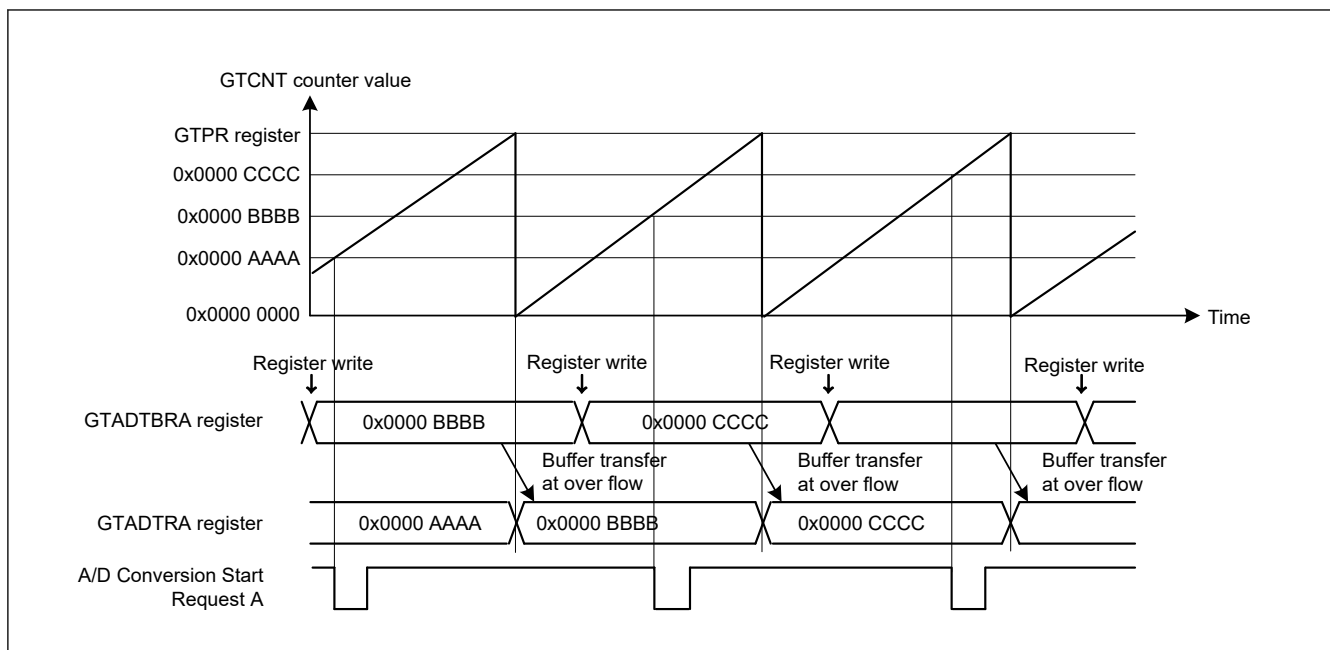 GTCNT counter value
GTPR register
0x0000 CCCC
0x0000 BBBB
0x0000 AAAA
0x0000 0000
Time
Register write
Register write
Register write
Register write
GTADTBRA register
0x0000 BBBB
0x0000 CCCC
Buffer transfer
at over flow
Buffer transfer
at over flow
Buffer transfer
at over flow
GTADTRA register
0x0000 AAAA
0x0000 BBBB
0x0000 CCCC
A/D Conversion Start
Request A